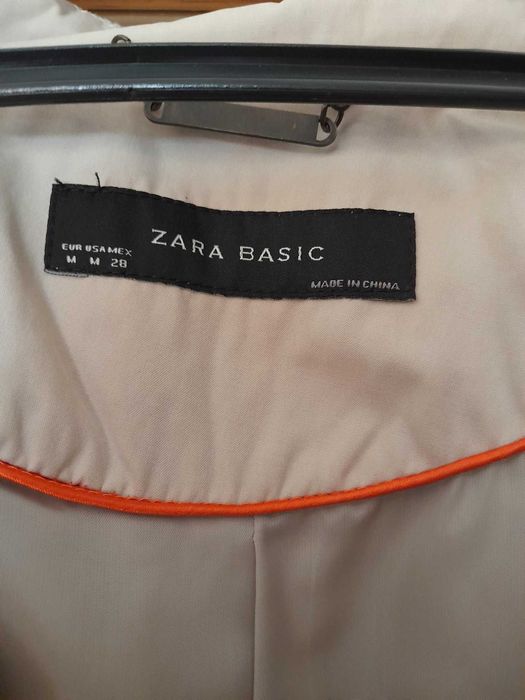 ZARA BASIC
EUR USA MEX
M M 28
MADE IN CHINA